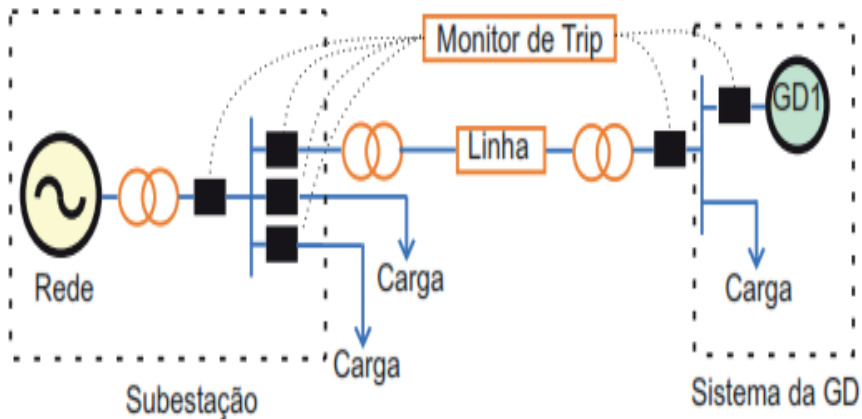 Monitor de Trip
GD1
Linha
Rede
Carga
Carga
Carga
Subestação
Sistema da GD